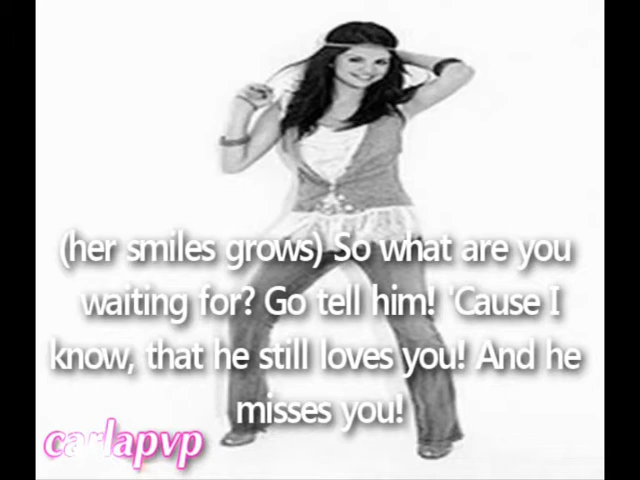 (her smiles grows) So what are you
waiting for? Go tell him! 'Cause I
know, that he still loves you! And he
misses you!
carlapvp